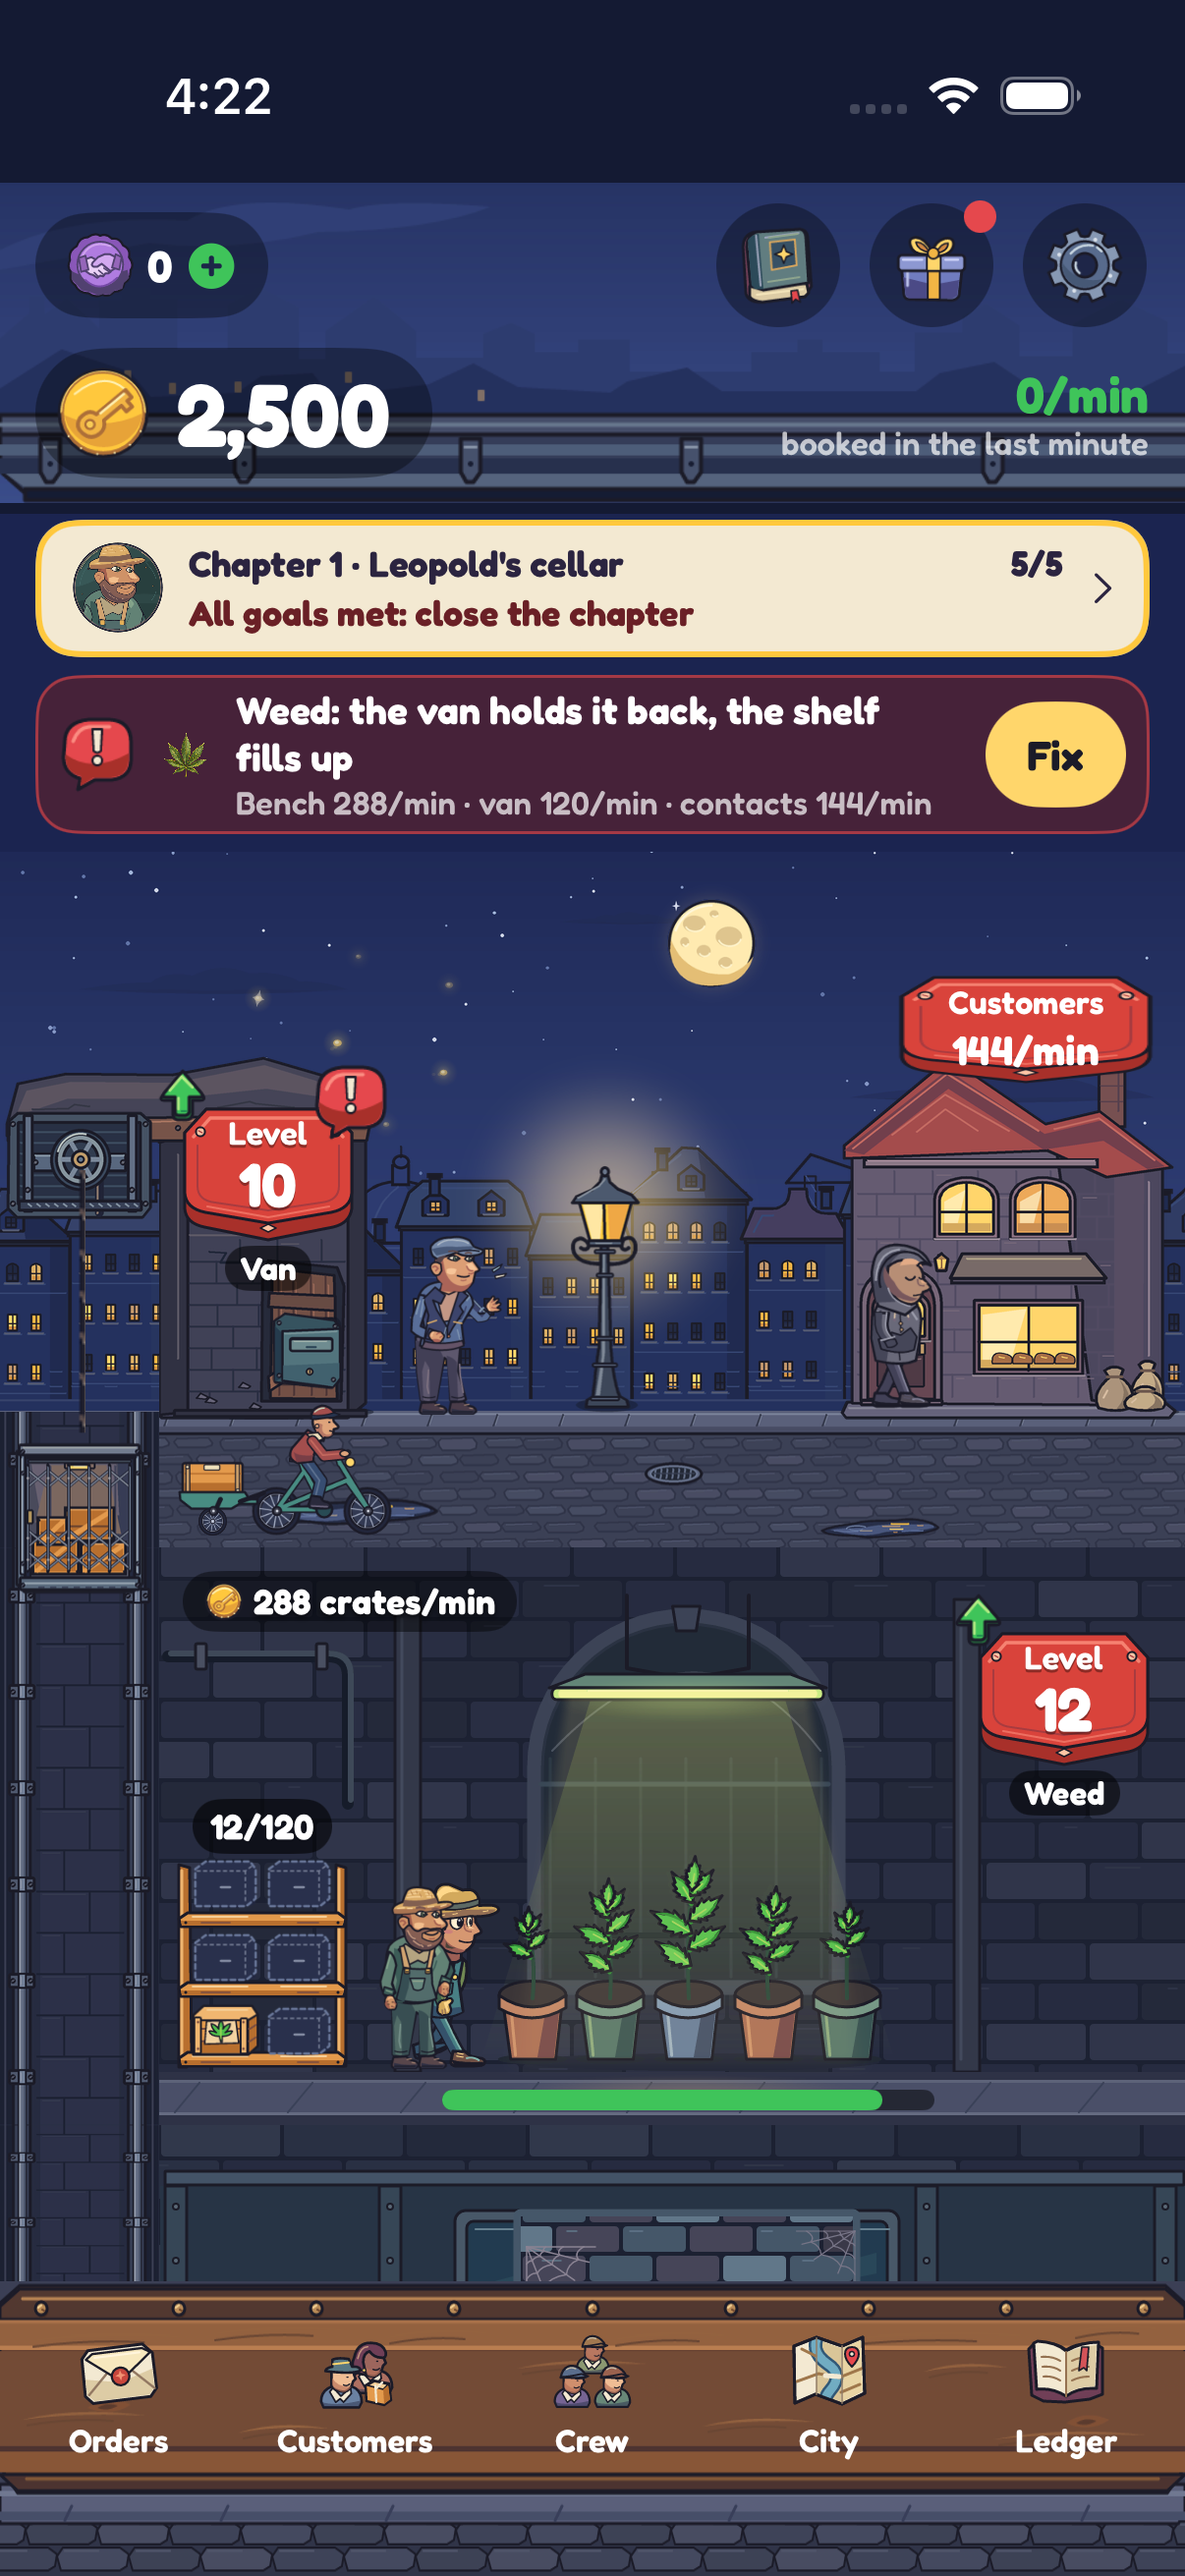 4:22
0
2,500
0/min
booked in the last minute
Chapter 1 · Leopold's cellar
5/5
All goals met: close the chapter
Weed: the van holds it back, the shelf
fills up
Fix
Bench 288/min · van 120/min · contacts 144/min
Customers
144/min
Level
10
Van
288 crates/min
Level
12
Weed
12/120
Orders
Customers
Crew
City
Ledger